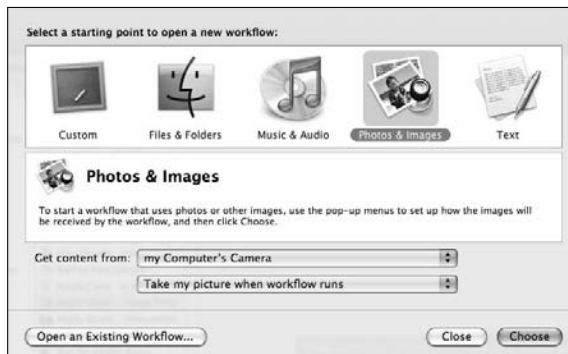 Select a starting point to open a new workflow:
Custom
Files & Folders
Music & Audio
Photos & Images
Text
Photos & Images
To start a workflow that uses photos or other images, use the pop-up menus to set up how the images will
be received by the workflow, and then click Choose.
Get content from: my Computer's Camera
Take my picture when workflow runs
Open an Existing Workflow...
Close
Choose